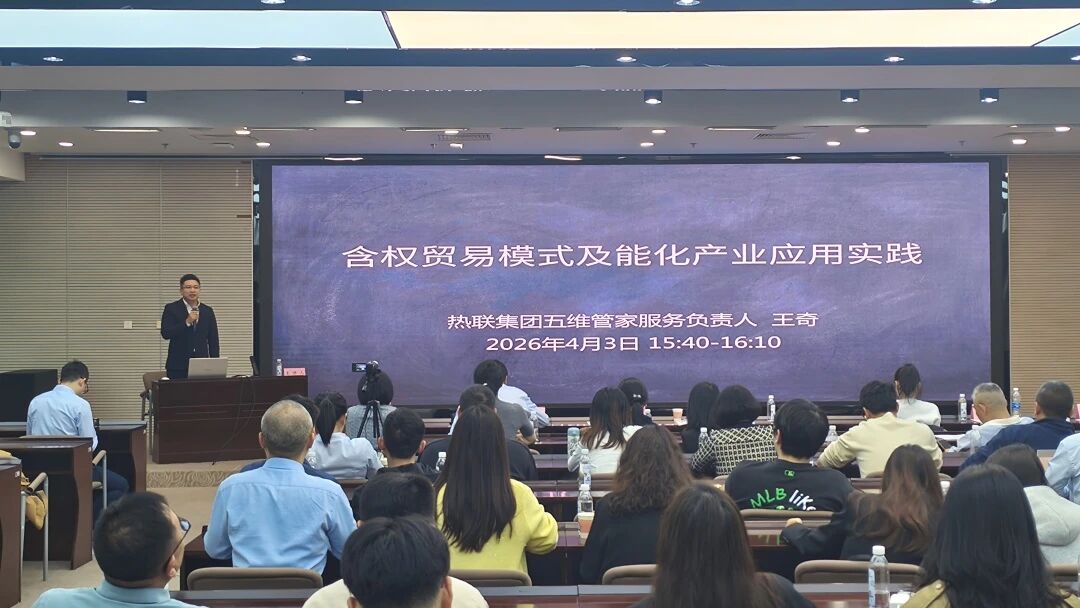 含权贸易模式及能化产业应用实践
热联集团五维管家服务负责人 王奇
2026年4月3日 15:40-16:10
MLB like